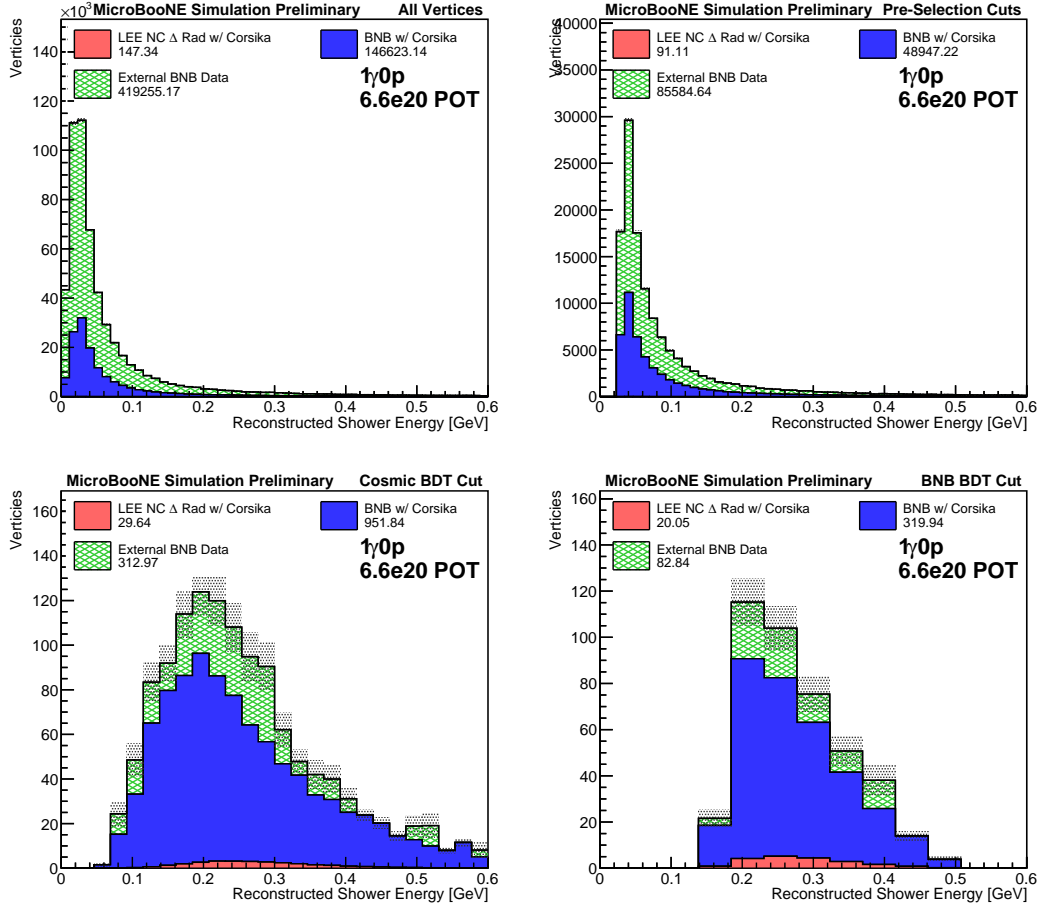 MicroBooNE Simulation Preliminary All Vertices
×10³
Verticies
LEE NC Δ Rad w/ Corsika
147.34
BNB w/ Corsika
146623.14
External BNB Data
419255.17
1γ0p
6.6e20 POT
140
120
100
80
60
40
20
0
0 0.1 0.2 0.3 0.4 0.5 0.6
Reconstructed Shower Energy [GeV]
MicroBooNE Simulation Preliminary Pre-Selection Cuts
Verticies
LEE NC Δ Rad w/ Corsika
91.11
BNB w/ Corsika
48947.22
External BNB Data
85584.64
1γ0p
6.6e20 POT
40000
35000
30000
25000
20000
15000
10000
5000
0
0 0.1 0.2 0.3 0.4 0.5 0.6
Reconstructed Shower Energy [GeV]
MicroBooNE Simulation Preliminary Cosmic BDT Cut
Verticies
LEE NC Δ Rad w/ Corsika
29.64
BNB w/ Corsika
951.84
External BNB Data
312.97
1γ0p
6.6e20 POT
160
140
120
100
80
60
40
20
0
0 0.1 0.2 0.3 0.4 0.5 0.6
Reconstructed Shower Energy [GeV]
MicroBooNE Simulation Preliminary BNB BDT Cut
Verticies
LEE NC Δ Rad w/ Corsika
20.05
BNB w/ Corsika
319.94
External BNB Data
82.84
1γ0p
6.6e20 POT
160
140
120
100
80
60
40
20
0
0 0.1 0.2 0.3 0.4 0.5 0.6
Reconstructed Shower Energy [GeV]